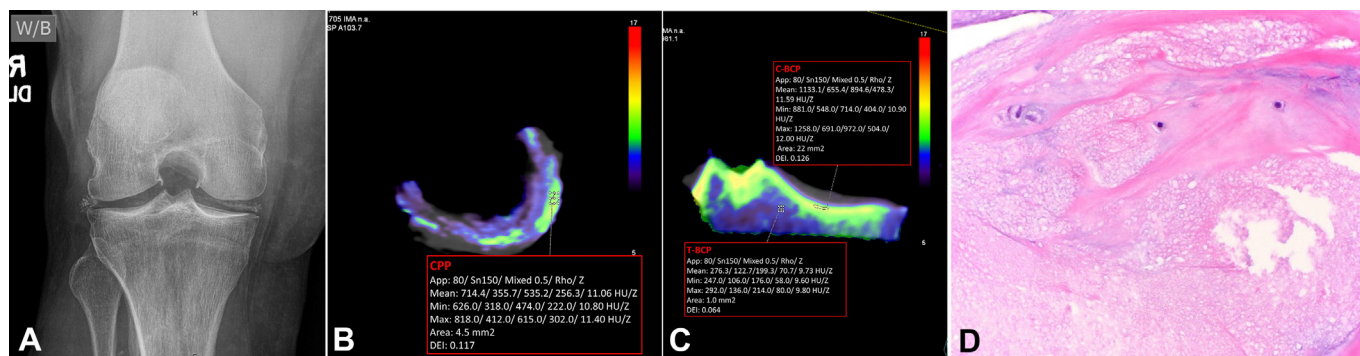 W/B
R
DL
A
705 IMA n.a.
SP A103.7
17
5
CPP
App: 80/ Sn150/ Mixed 0.5/ Rho/ Z
Mean: 714.4/ 355.7/ 535.2/ 256.3/ 11.06 HU/Z
Min: 626.0/ 318.0/ 474.0/ 222.0/ 10.80 HU/Z
Max: 818.0/ 412.0/ 615.0/ 302.0/ 11.40 HU/Z
Area: 4.5 mm2
DEI: 0.117
B
MA n.a.
981.1
17
5
C-BCP
App: 80/ Sn150/ Mixed 0.5/ Rho/ Z
Mean: 1133.1/ 655.4/ 894.6/478.3/
11.59 HU/Z
Min: 881.0/ 548.0/ 714.0/ 404.0/ 10.90
HU/Z
Max: 1258.0/ 691.0/972.0/ 504.0/
12.00 HU/Z
Area: 22 mm2
DEI: 0.126
T-BCP
App: 80/ Sn150/ Mixed 0.5/ Rho/ Z
Mean: 276.3/ 122.7/199.3/ 70.7/ 9.73 HU/Z
Min: 247.0/ 106.0/ 176.0/ 58.0/ 9.60 HU/Z
Max: 292.0/ 136.0/ 214.0/ 80.0/ 9.80 HU/Z
Area: 1.0 mm2
DEI: 0.064
C
D